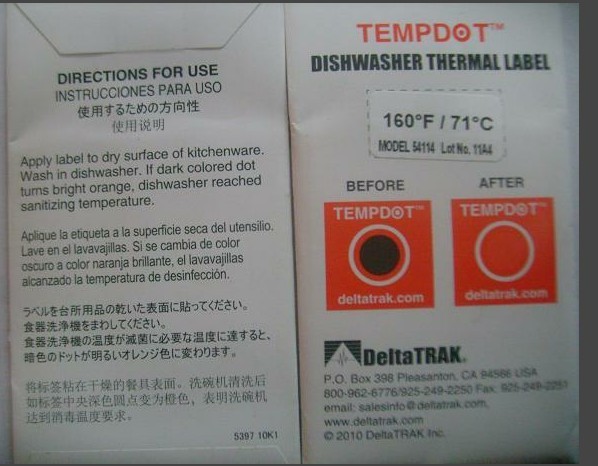 DIRECTIONS FOR USE
INSTRUCCIONES PARA USO
使用するための方向性
使用说明
Apply label to dry surface of kitchenware.
Wash in dishwasher. If dark colored dot
turns bright orange, dishwasher reached
sanitizing temperature.
Aplique la etiqueta a la superficie seca del utensilio.
Lave en el lavavajillas. Si se cambia de color
oscuro a color naranja brillante, el lavavajillas
alcanzado la temperatura de desinfección.
ラベルを台所用品の乾いた表面に貼ってください。
食器洗浄機をまわしてください。
食器洗浄機の温度が滅菌に必要な温度に達すると、
暗色のドットが明るいオレンジ色に変わります。
将标签粘在干燥的餐具表面。洗碗机清洗后
如标签中央深色圆点变为橙色，表明洗碗机
达到消毒温度要求。
5397 10K1
TEMPDOT™
DISHWASHER THERMAL LABEL
160°F / 71°C
MODEL 54114 Lot No. 11A4
BEFORE
AFTER
TEMPDOT™
deltatrak.com
TEMPDOT™
deltatrak.com
DeltaTRAK®
P.O. Box 398 Pleasanton, CA 94566 USA
800-962-6776/925-249-2250 Fax: 925-249-2251
email: salesinfo@deltatrak.com
www.deltatrak.com
© 2010 DeltaTRAK Inc.